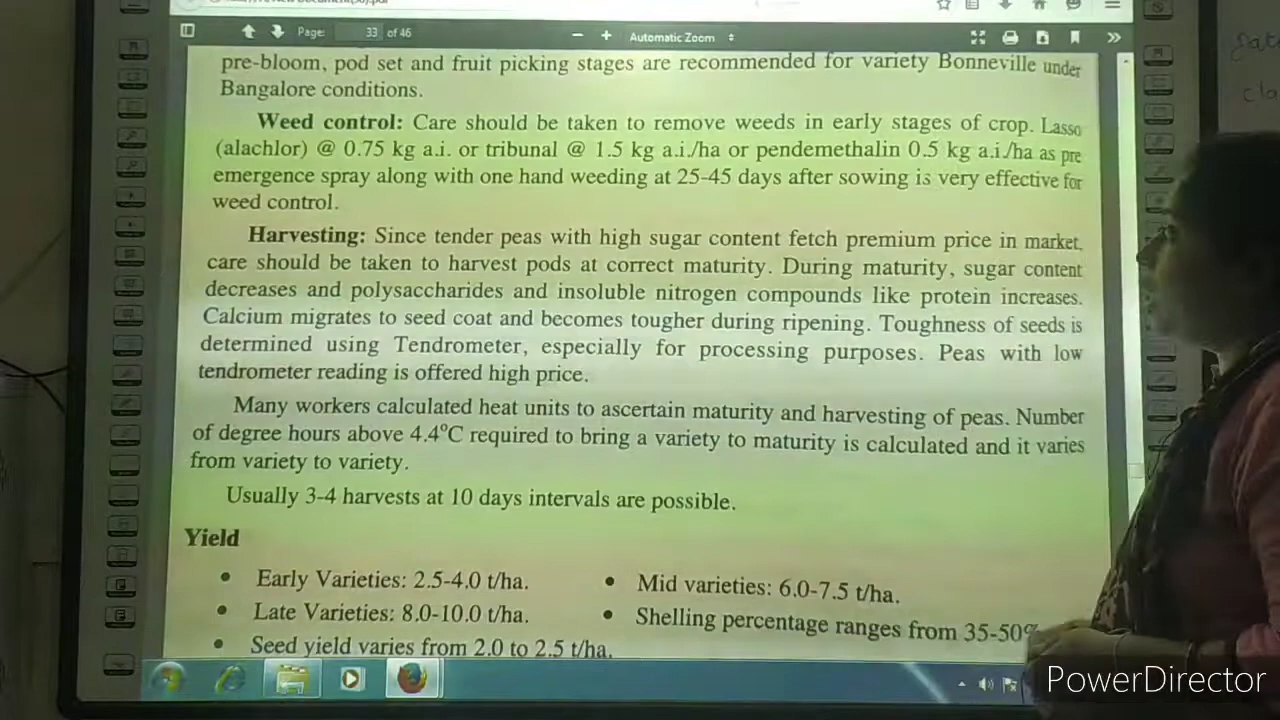 Page: 33 of 46
Automatic Zoom
pre-bloom, pod set and fruit picking stages are recommended for variety Bonneville under
Bangalore conditions.
Weed control: Care should be taken to remove weeds in early stages of crop. Lasso
(alachlor) @ 0.75 kg a.i. or tribunal @ 1.5 kg a.i./ha or pendemethalin 0.5 kg a.i./ha as pre
emergence spray along with one hand weeding at 25-45 days after sowing is very effective for
weed control.
Harvesting: Since tender peas with high sugar content fetch premium price in market,
care should be taken to harvest pods at correct maturity. During maturity, sugar content
decreases and polysaccharides and insoluble nitrogen compounds like protein increases.
Calcium migrates to seed coat and becomes tougher during ripening. Toughness of seeds is
determined using Tendrometer, especially for processing purposes. Peas with low
tendrometer reading is offered high price.
Many workers calculated heat units to ascertain maturity and harvesting of peas. Number
of degree hours above 4.4°C required to bring a variety to maturity is calculated and it varies
from variety to variety.
Usually 3-4 harvests at 10 days intervals are possible.
Yield
• Early Varieties: 2.5-4.0 t/ha.
• Mid varieties: 6.0-7.5 t/ha.
• Late Varieties: 8.0-10.0 t/ha.
• Shelling percentage ranges from 35-50%
• Seed yield varies from 2.0 to 2.5 t/ha.
PowerDirector